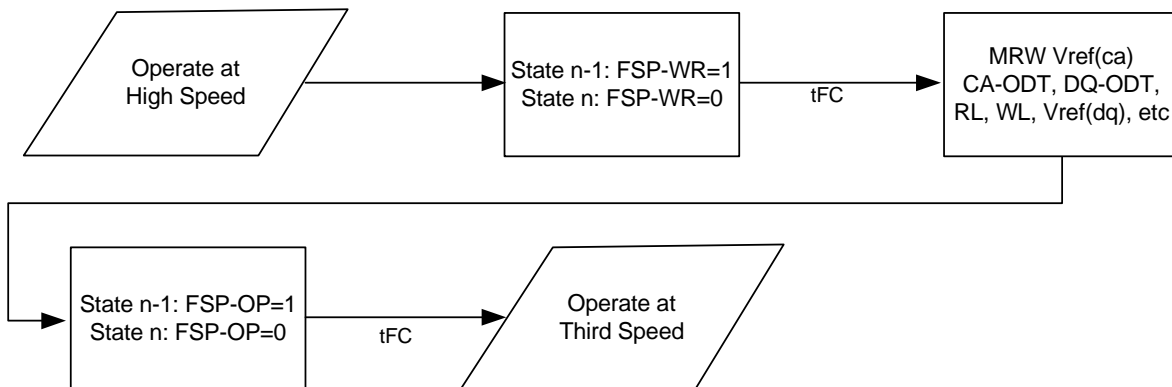 Operate at
High Speed
State n-1: FSP-WR=1
State n: FSP-WR=0
tFC
MRW Vref(ca)
CA-ODT, DQ-ODT,
RL, WL, Vref(dq), etc
State n-1: FSP-OP=1
State n: FSP-OP=0
tFC
Operate at
Third Speed